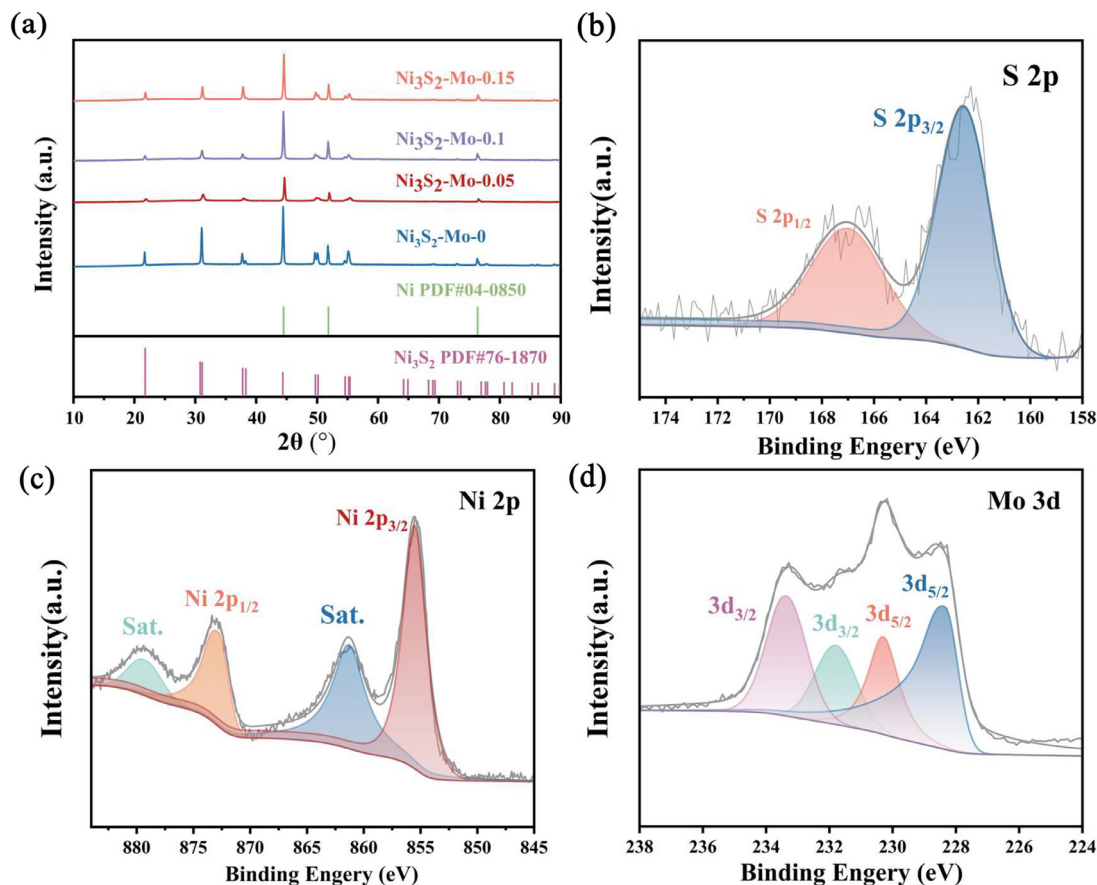 (a)
Ni3S2-Mo-0.15
Ni3S2-Mo-0.1
Ni3S2-Mo-0.05
Ni3S2-Mo-0
Ni PDF#04-0850
Ni3S2 PDF#76-1870
Intensity (a.u.)
10 20 30 40 50 60 70 80 90
2θ (°)
(b)
S 2p
S 2p3/2
S 2p1/2
Intensity(a.u.)
174 172 170 168 166 164 162 160 158
Binding Engery (eV)
(c)
Ni 2p
Ni 2p3/2
Ni 2p1/2
Sat.
Sat.
Intensity(a.u.)
880 875 870 865 860 855 850 845
Binding Engery (eV)
(d)
Mo 3d
3d5/2
3d3/2
3d5/2
3d3/2
Intensity(a.u.)
238 236 234 232 230 228 226 224
Binding Engery (eV)